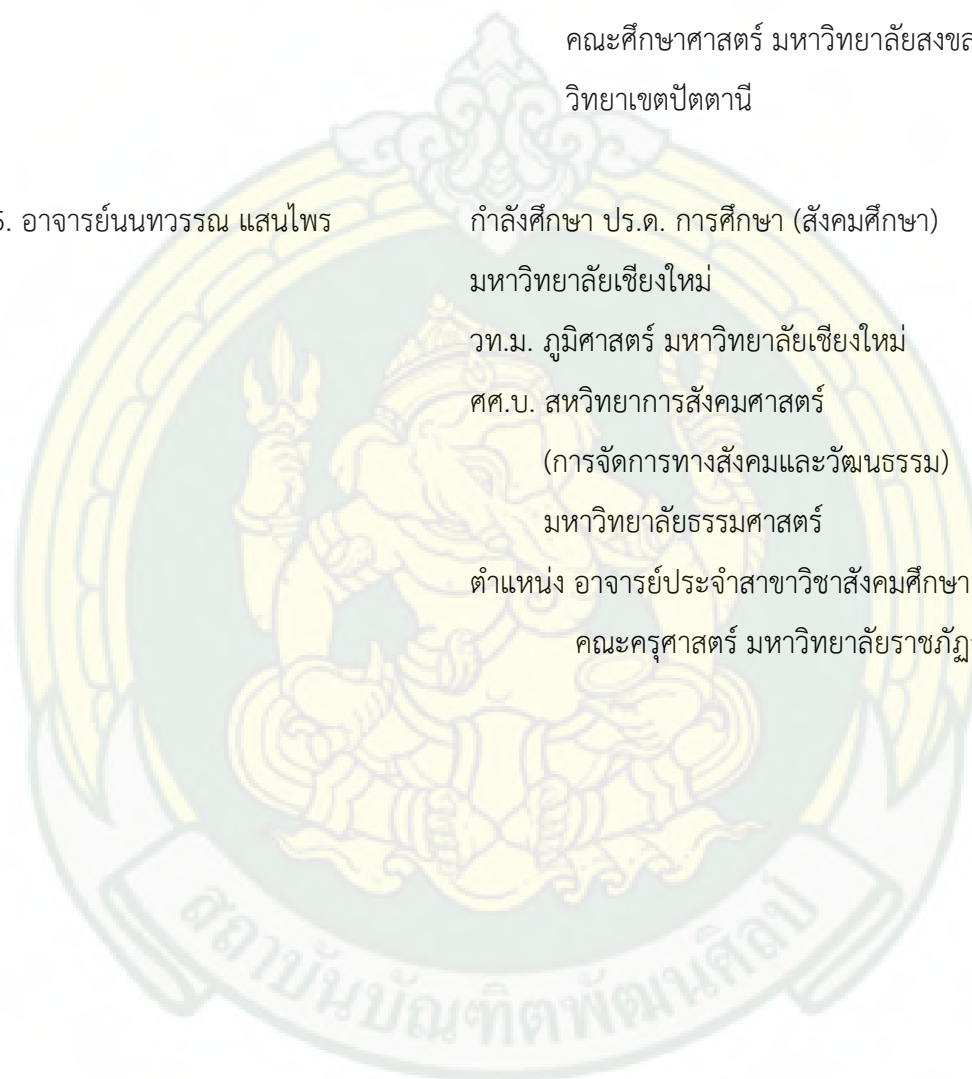 คณะศึกษาศาสตร์ มหาวิทยาลัยสงขล
วิทยาเขตปัตตานี
5. อาจารย์นนทวรรณ แสนไพร กำลังศึกษา ปร.ด. การศึกษา (สังคมศึกษา)
มหาวิทยาลัยเชียงใหม่
วท.ม. ภูมิศาสตร์ มหาวิทยาลัยเชียงใหม่
ศศ.บ. สหวิทยาการสังคมศาสตร์
(การจัดการทางสังคมและวัฒนธรรม)
มหาวิทยาลัยธรรมศาสตร์
ตำแหน่ง อาจารย์ประจำสาขาวิชาสังคมศึกษา
คณะครุศาสตร์ มหาวิทยาลัยราชภัฏ
สถาบันบัณฑิตพัฒนศิลป์